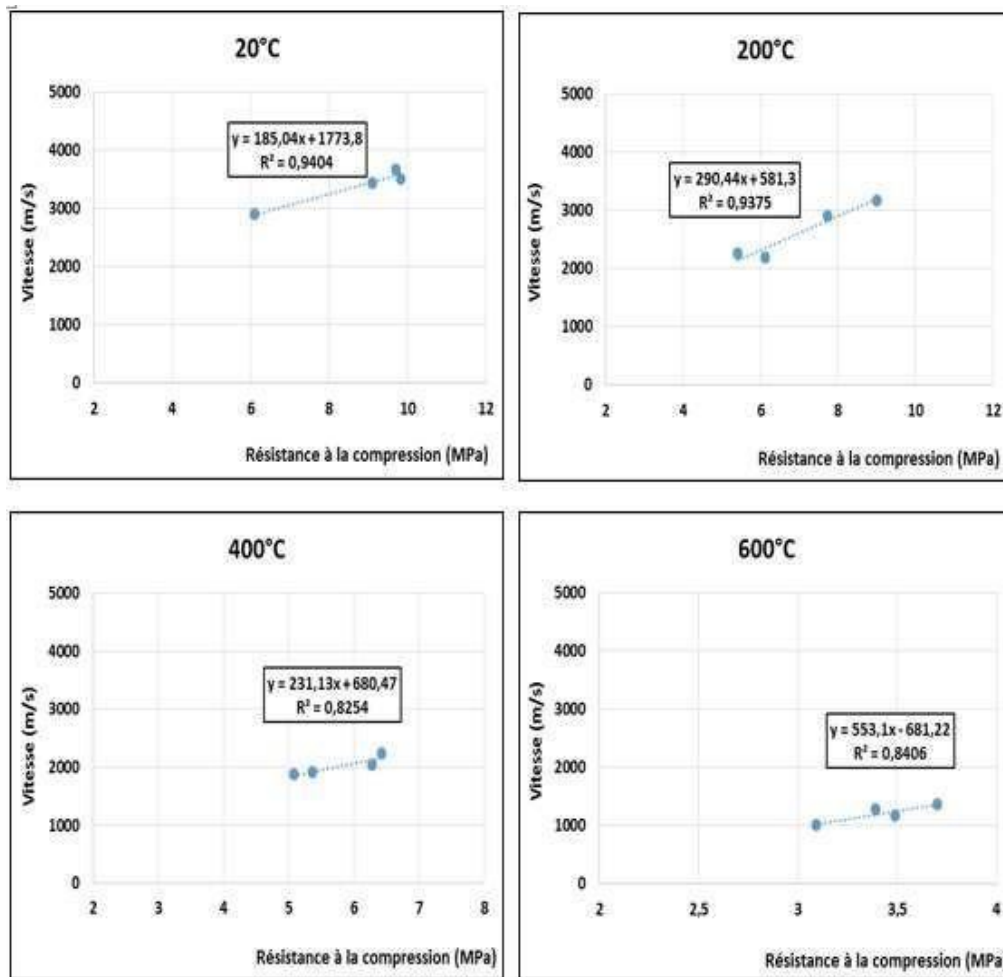 20°C
5000
4000
3000
2000
1000
0
Vitesse (m/s)
y = 185,04x + 1773,8
R² = 0,9404
2 4 6 8 10 12
Résistance à la compression (MPa)
200°C
5000
4000
3000
2000
1000
0
Vitesse (m/s)
y = 290,44x + 581,3
R² = 0,9375
2 4 6 8 10 12
Résistance à la compression (MPa)
400°C
5000
4000
3000
2000
1000
0
Vitesse (m/s)
y = 231,13x + 680,47
R² = 0,8254
2 3 4 5 6 7 8
Résistance à la compression (MPa)
600°C
5000
4000
3000
2000
1000
0
Vitesse (m/s)
y = 553,1x - 681,22
R² = 0,8406
2 2,5 3 3,5 4
Résistance à la compression (MPa